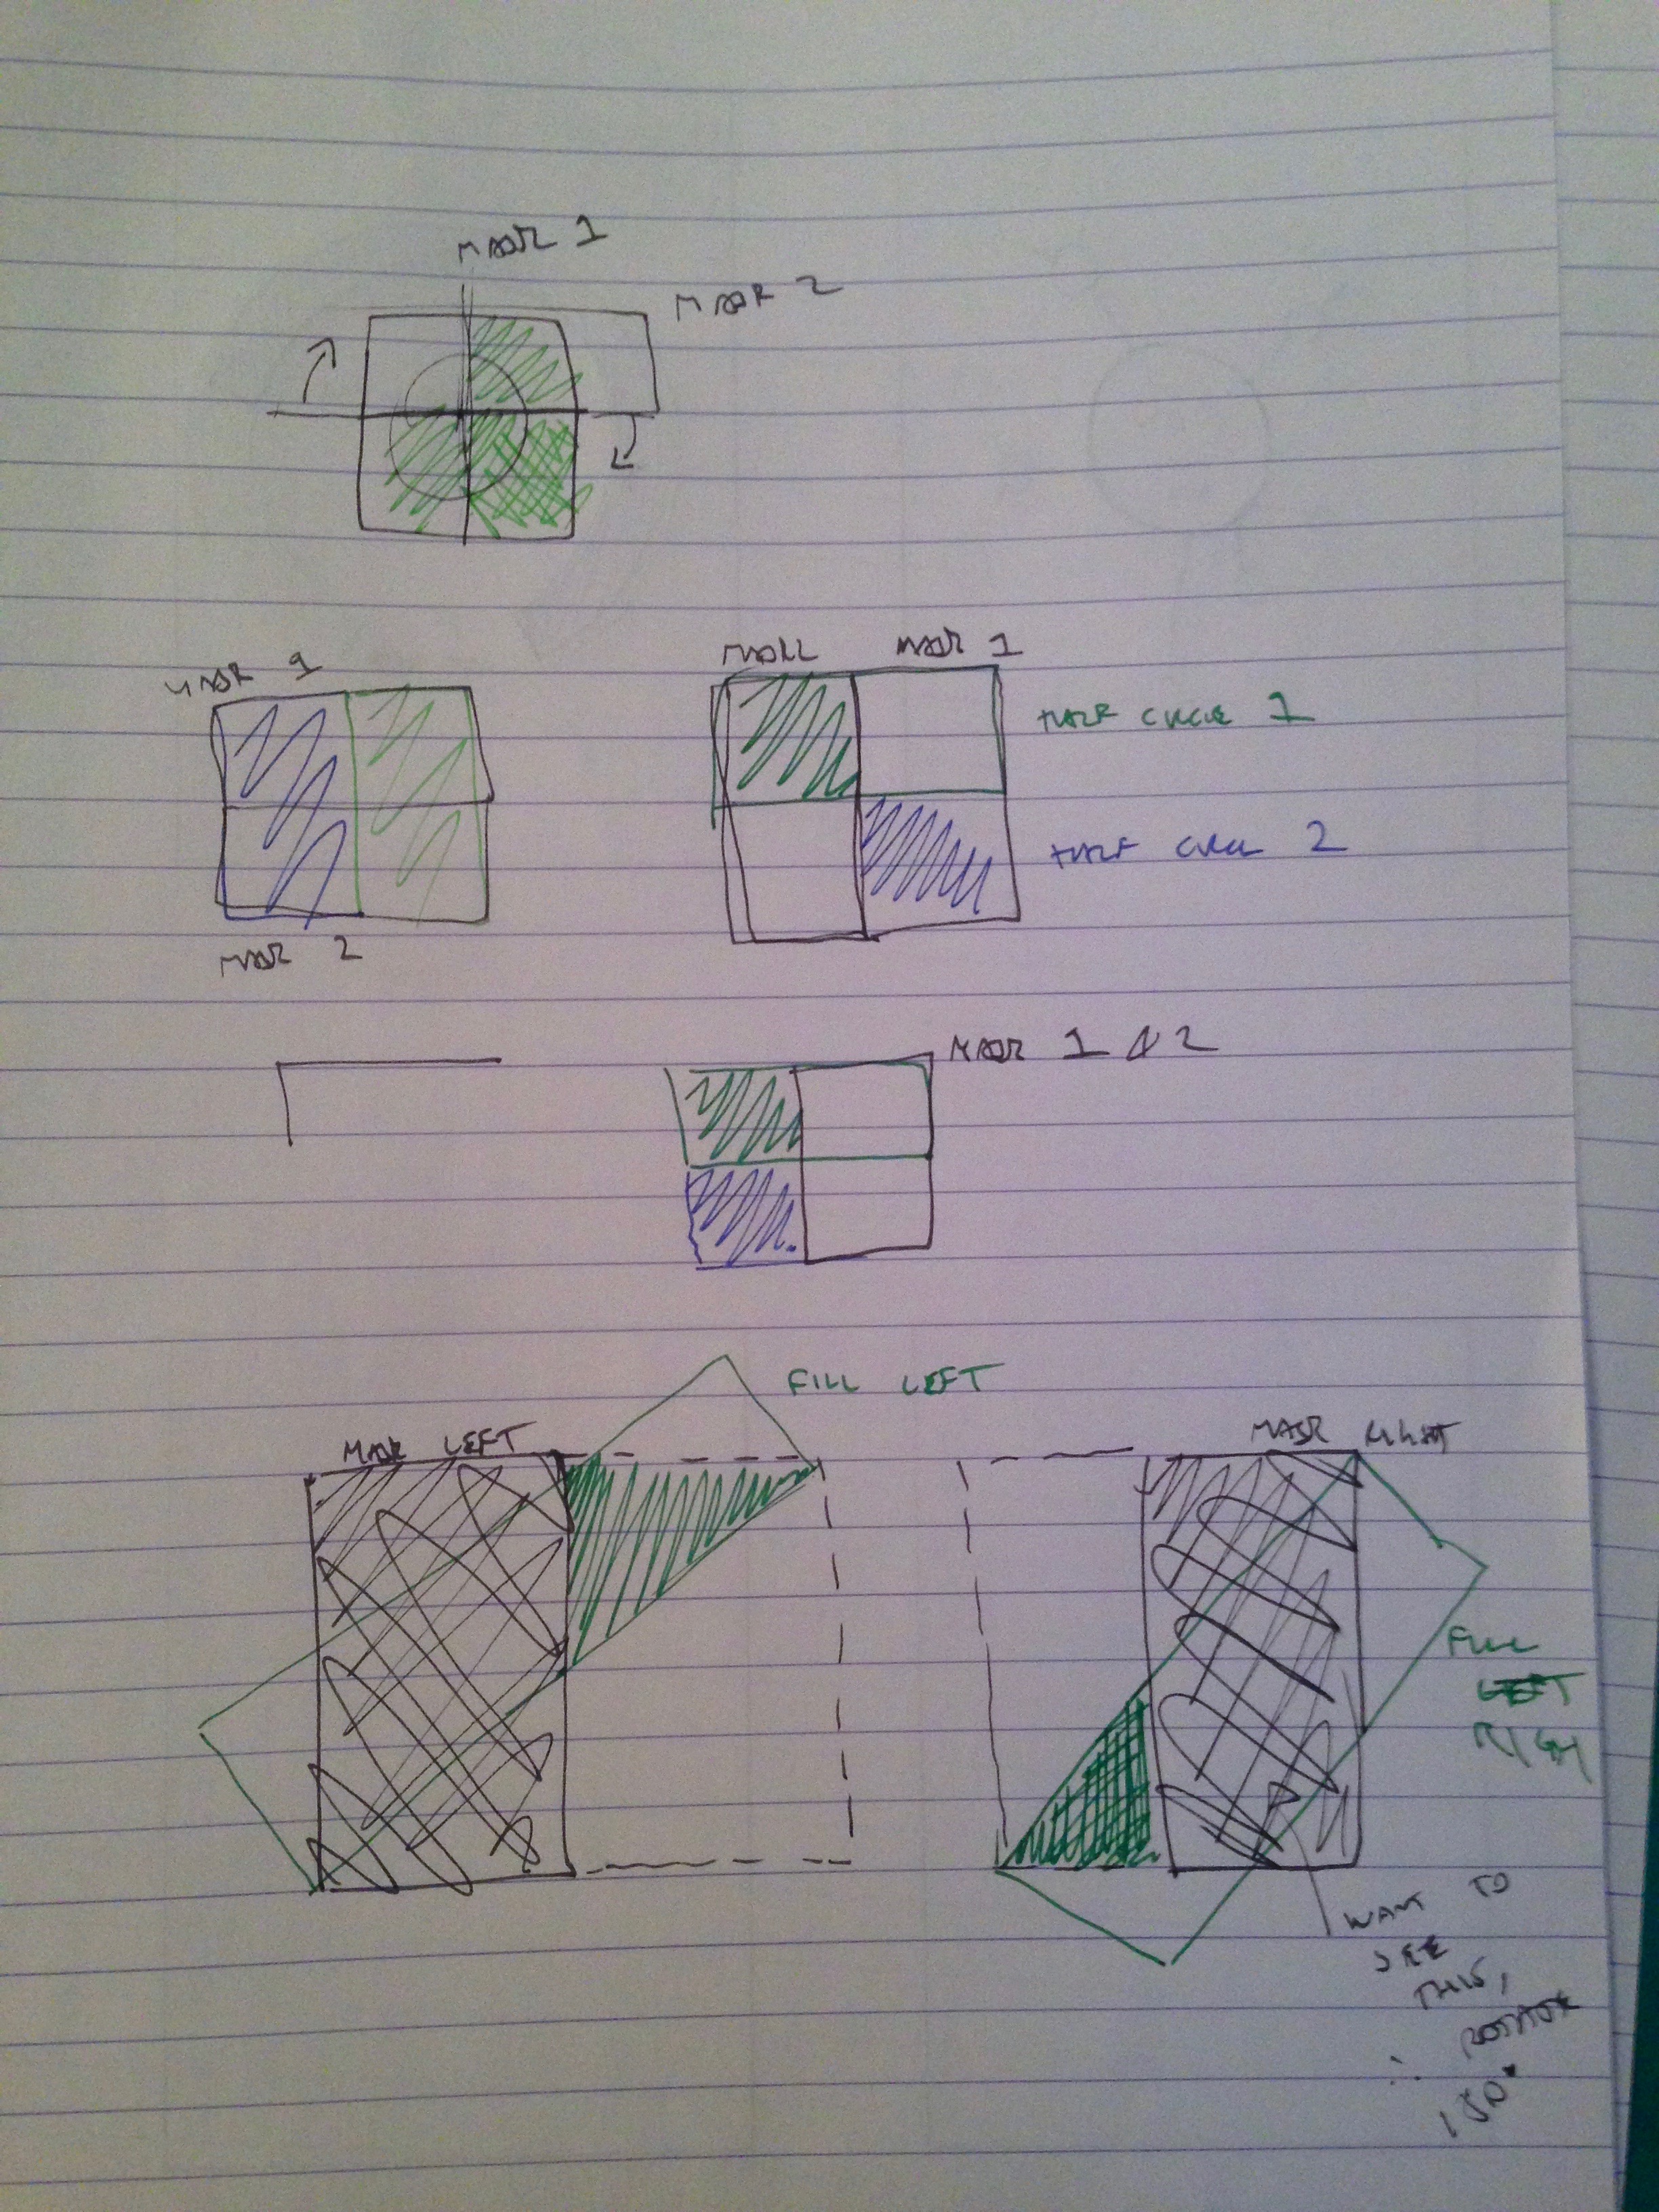 MASK 1
MASK 2
MASK 1
MASK 2
MASK 1
HALF CIRCLE 1
HALF CIRCLE 2
MASK 1 & 2
FILL LEFT
MASK LEFT
MASK RIGHT
FILL
LEFT
RIGH
WANT TO
SEE
THIS,
∴ ROTATE
180°